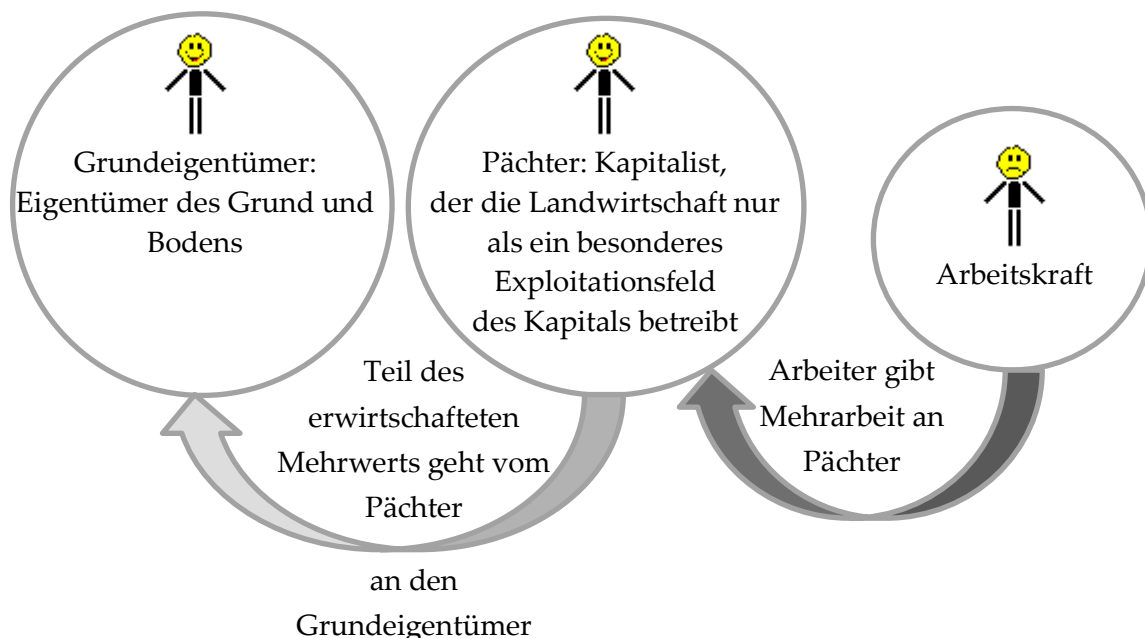 Grundeigentümer:
Eigentümer des Grund und
Bodens
Pächter: Kapitalist,
der die Landwirtschaft nur
als ein besonderes
Exploitationsfeld
des Kapitals betreibt
Arbeitskraft
Teil des
erwirtschafteten
Mehrwerts geht vom
Pächter
an den
Grundeigentümer
Arbeiter gibt
Mehrarbeit an
Pächter